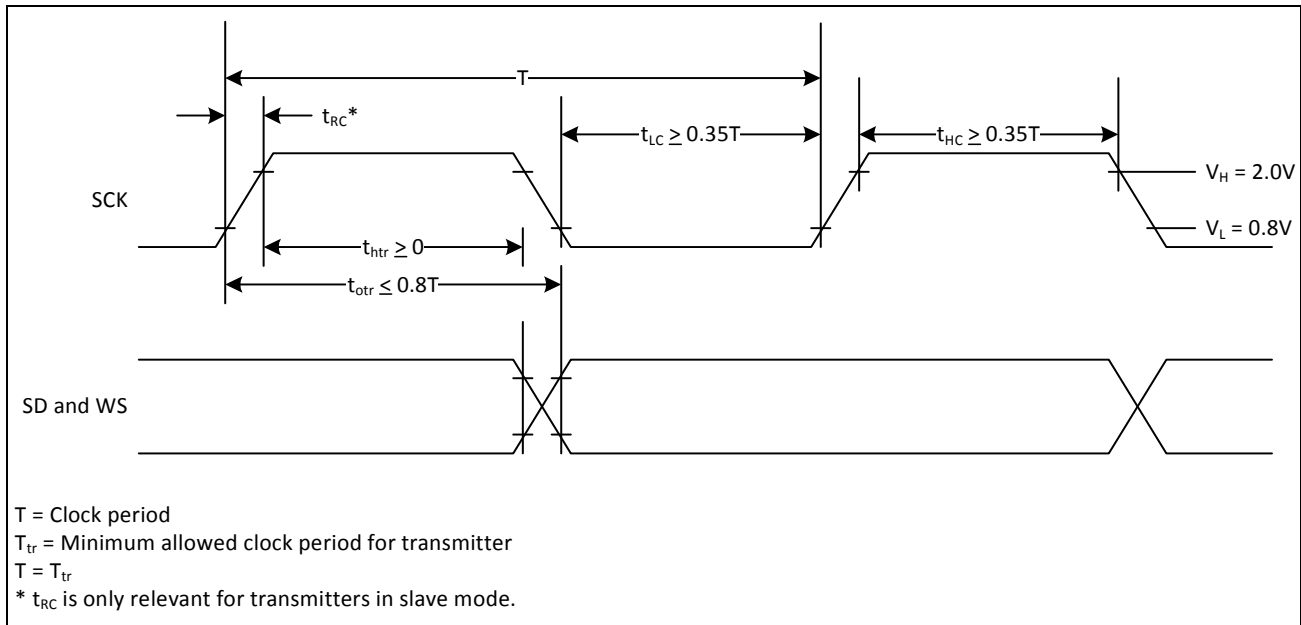 T
t_RC*
t_LC ≥ 0.35T
t_HC ≥ 0.35T
V_H = 2.0V
SCK
V_L = 0.8V
t_htr ≥ 0
t_otr ≤ 0.8T
SD and WS
T = Clock period
T_tr = Minimum allowed clock period for transmitter
T = T_tr
* t_RC is only relevant for transmitters in slave mode.